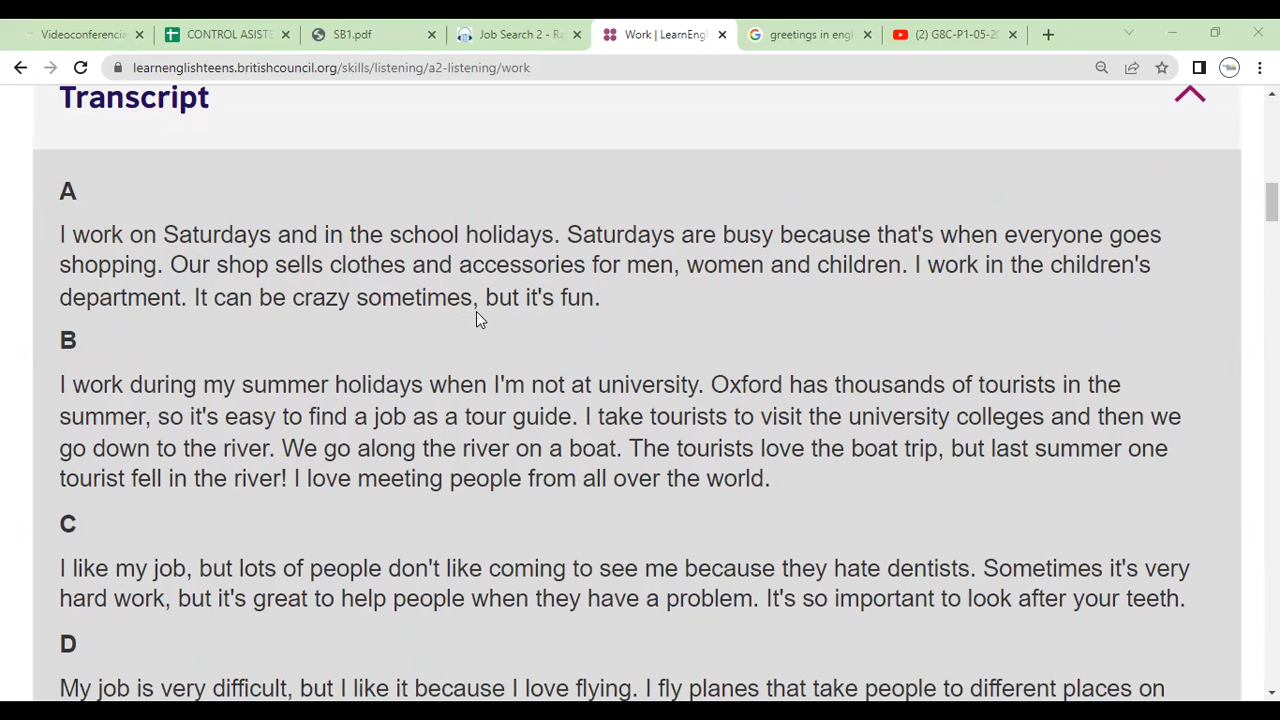 Videoconferencie
CONTROL ASISTE
SB1.pdf
Job Search 2 - Ra
Work | LearnEngl
greetings in engl
(2) G8C-P1-05-20
learnenglishteens.britishcouncil.org/skills/listening/a2-listening/work
Transcript
A
I work on Saturdays and in the school holidays. Saturdays are busy because that's when everyone goes
shopping. Our shop sells clothes and accessories for men, women and children. I work in the children's
department. It can be crazy sometimes, but it's fun.
B
I work during my summer holidays when I'm not at university. Oxford has thousands of tourists in the
summer, so it's easy to find a job as a tour guide. I take tourists to visit the university colleges and then we
go down to the river. We go along the river on a boat. The tourists love the boat trip, but last summer one
tourist fell in the river! I love meeting people from all over the world.
C
I like my job, but lots of people don't like coming to see me because they hate dentists. Sometimes it's very
hard work, but it's great to help people when they have a problem. It's so important to look after your teeth.
D
My job is very difficult, but I like it because I love flying. I fly planes that take people to different places on